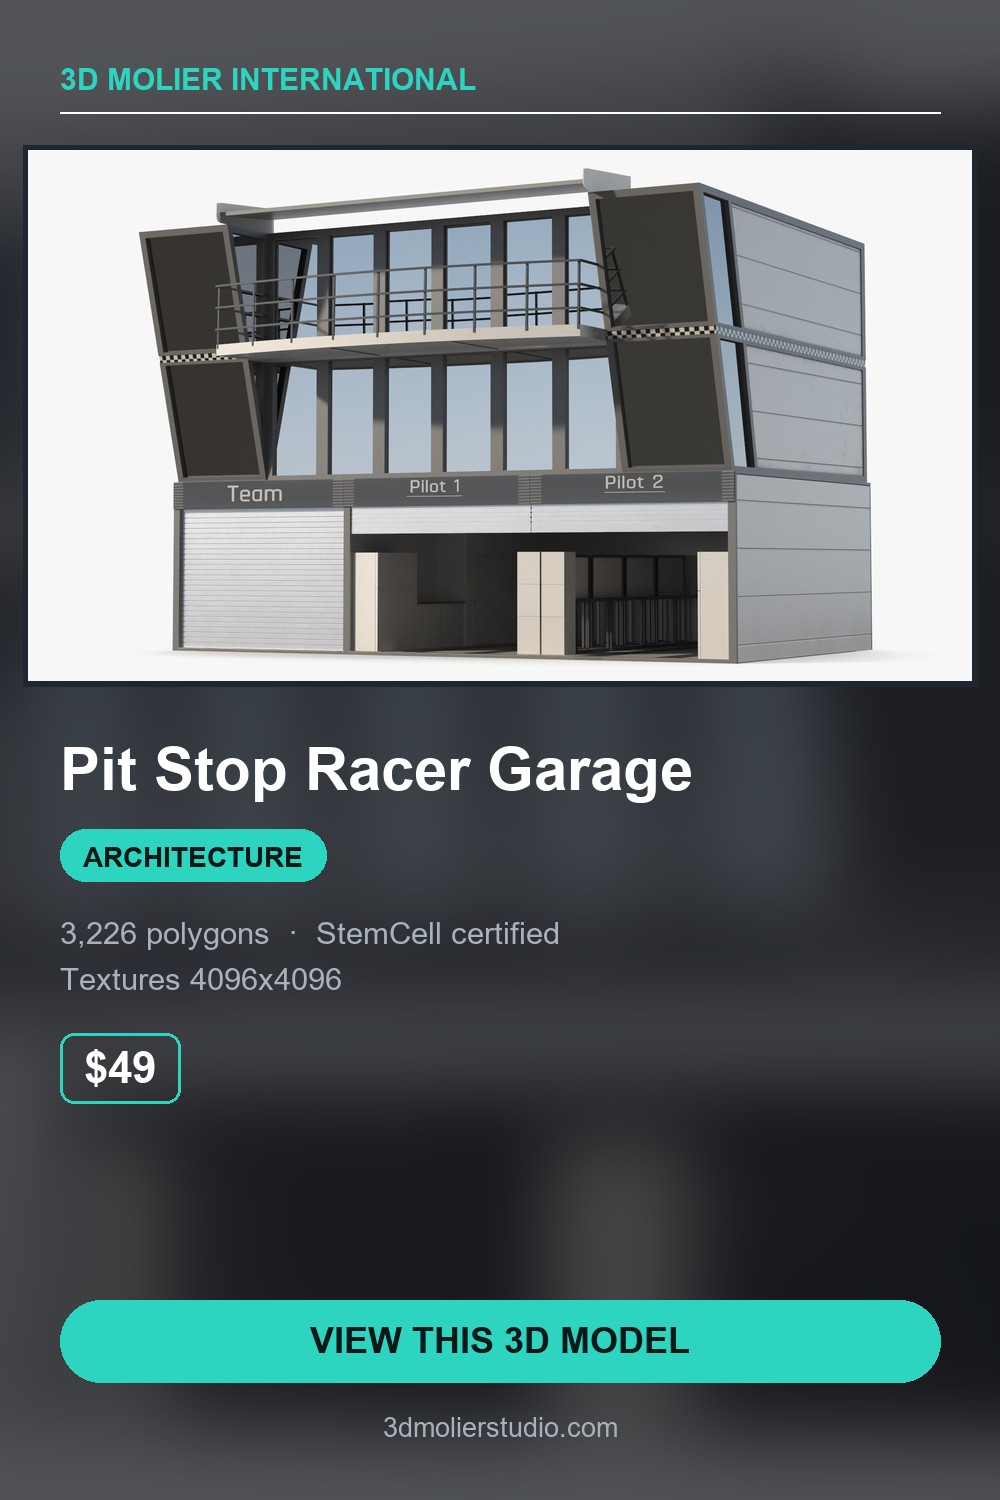 3D MOLIER INTERNATIONAL
Team
Pilot 1
Pilot 2
Pit Stop Racer Garage
ARCHITECTURE
3,226 polygons · StemCell certified
Textures 4096x4096
$49
VIEW THIS 3D MODEL
3dmolierstudio.com